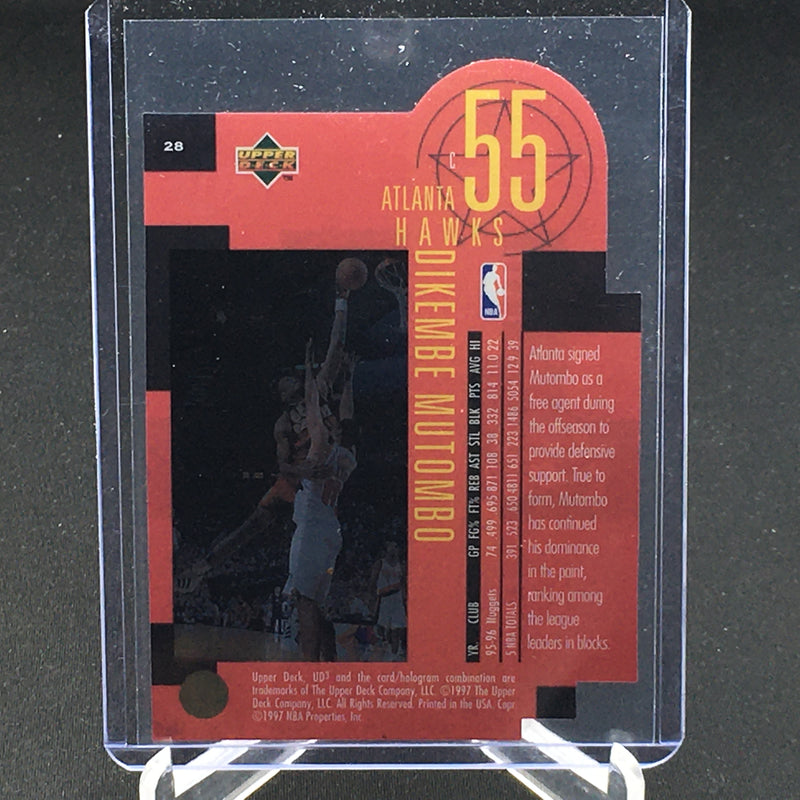 28
UPPER
DECK
TM
C
55
ATLANTA
HAWKS
DIKEMBE MUTOMBO
NBA
YR. CLUB GP FG% FT% REB AST STL BLK PTS AVG HI
95-96 Nuggets 74 .499 .695 871 108 38 332 814 11.0 22
5 NBA TOTALS 391 .523 .650 4811 651 223 1486 5054 12.9 39
Atlanta signed
Mutombo as a
free agent during
the offseason to
provide defensive
support. True to
form, Mutombo
has continued
his dominance
in the paint,
ranking among
the league
leaders in blocks.
Upper Deck, UD³ and the card/hologram combination are
trademarks of The Upper Deck Company, LLC. ©1997 The Upper
Deck Company, LLC. All Rights Reserved. Printed in the USA. Copr.
©1997 NBA Properties, Inc.